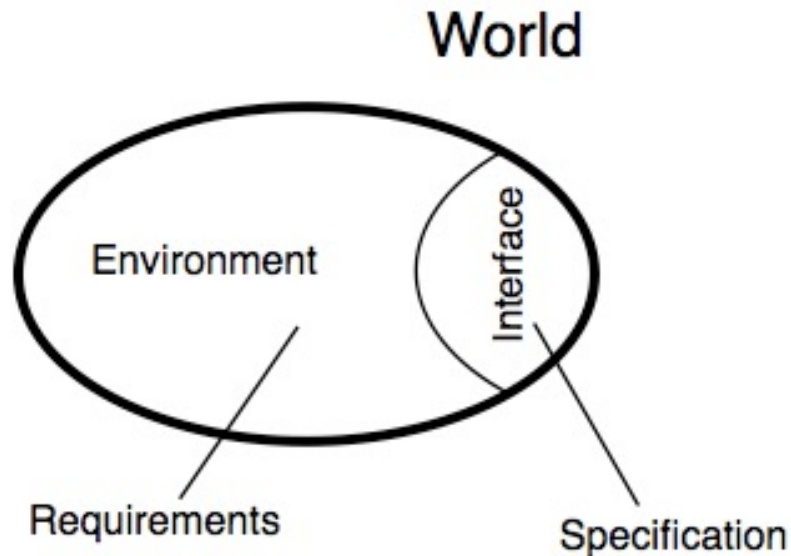 World
Environment
Interface
Requirements
Specification